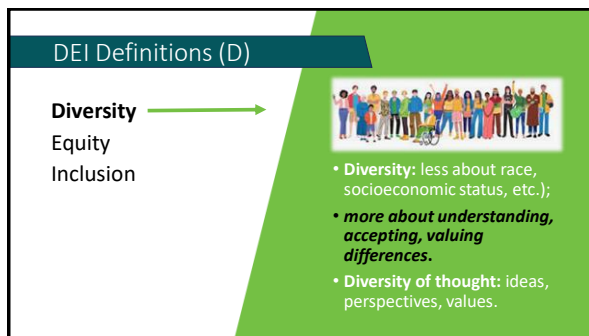 DEI Definitions (D)
Diversity
Equity
Inclusion
• Diversity: less about race,
socioeconomic status, etc.);
• more about understanding,
accepting, valuing
differences.
• Diversity of thought: ideas,
perspectives, values.